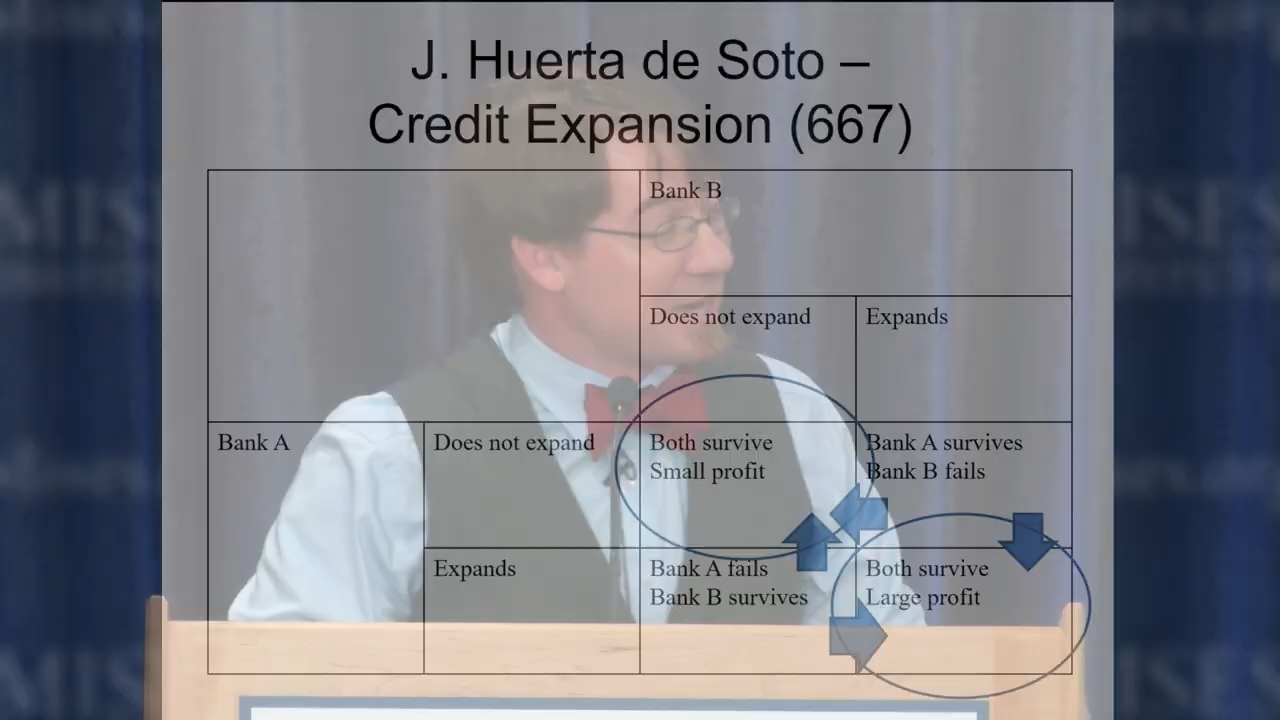 J. Huerta de Soto –
Credit Expansion (667)
Bank B
Does not expand
Expands
Bank A
Does not expand
Both survive
Small profit
Bank A survives
Bank B fails
Expands
Bank A fails
Bank B survives
Both survive
Large profit